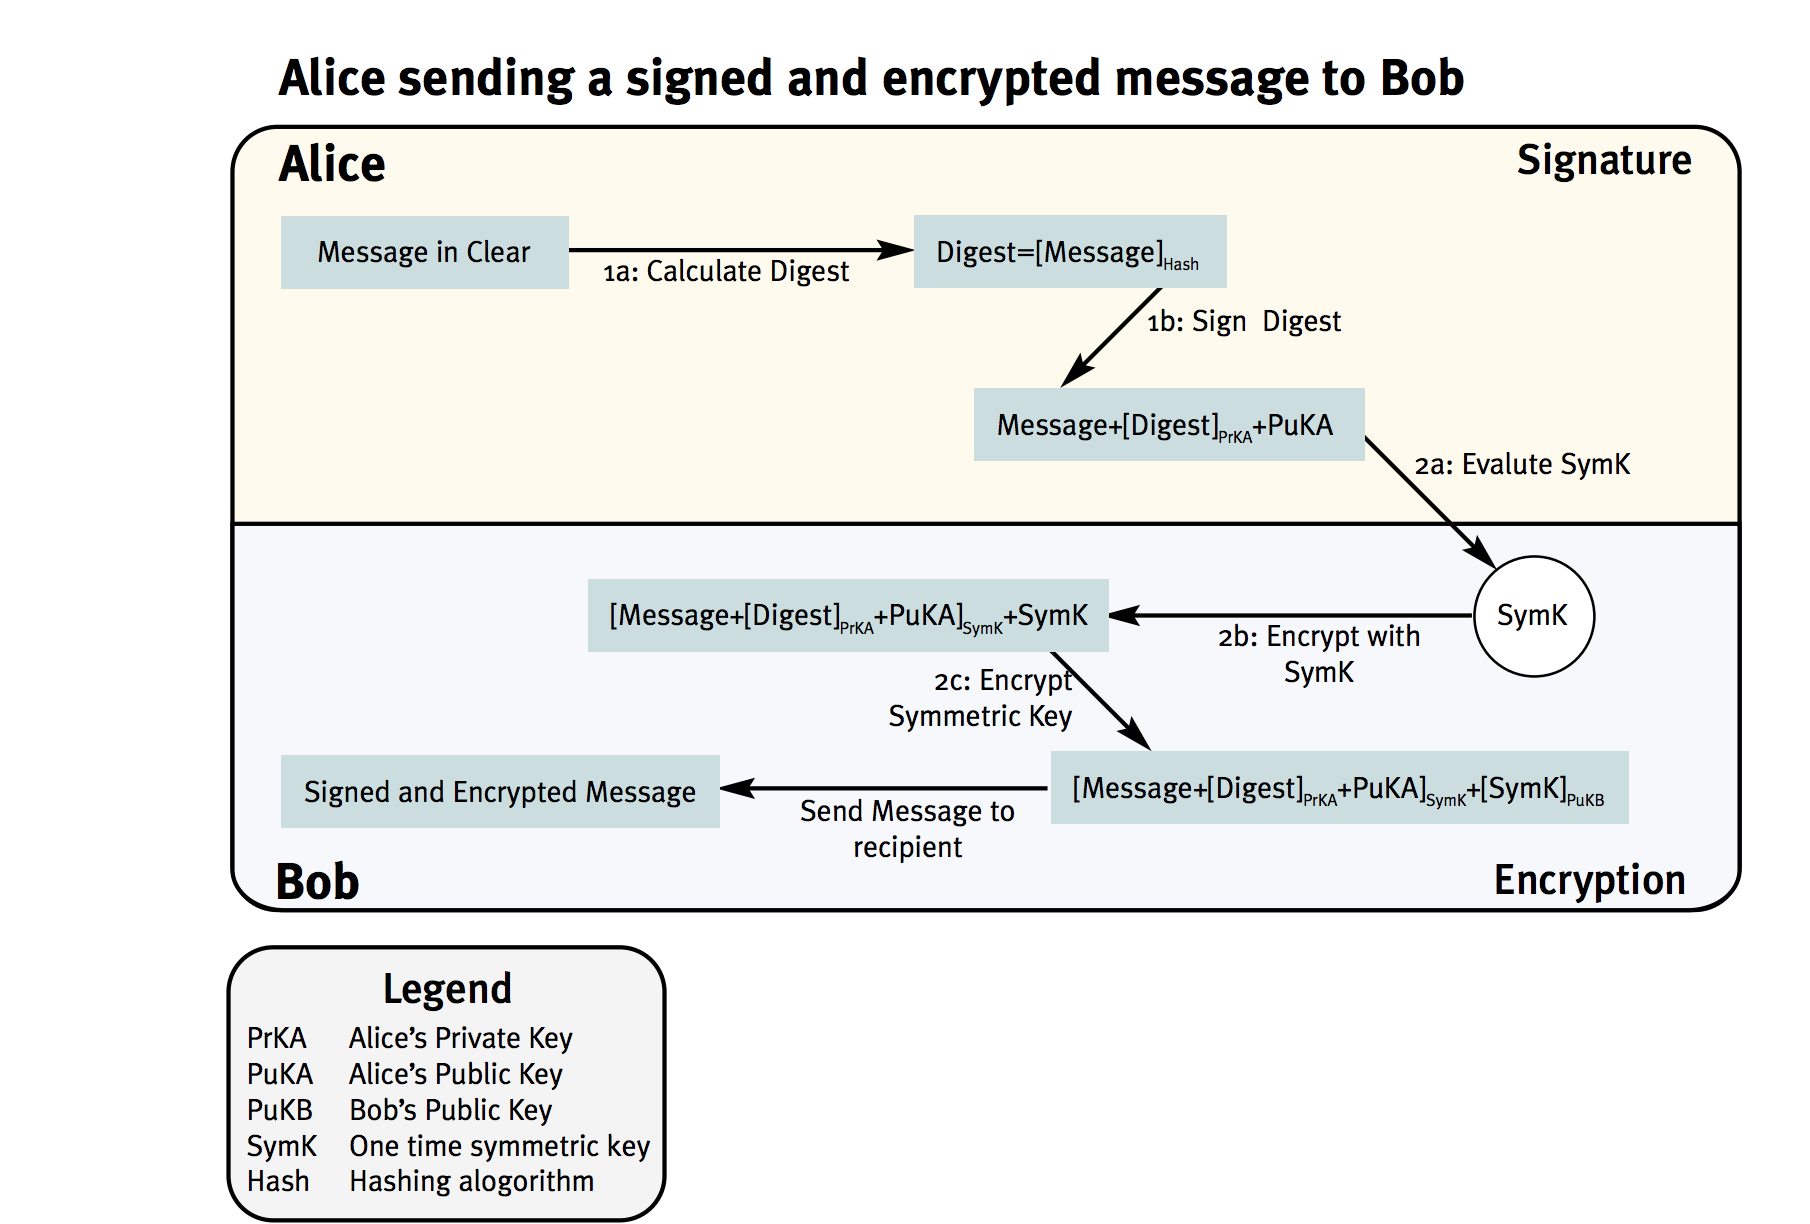 Alice sending a signed and encrypted message to Bob
Alice
Signature
Message in Clear
1a: Calculate Digest
Digest=[Message]Hash
1b: Sign Digest
Message+[Digest]PrKA+PuKA
2a: Evalute SymK
SymK
2b: Encrypt with
SymK
[Message+[Digest]PrKA+PuKA]SymK+SymK
2c: Encrypt
Symmetric Key
[Message+[Digest]PrKA+PuKA]SymK+[SymK]PuKB
Send Message to
recipient
Signed and Encrypted Message
Bob
Encryption
Legend
PrKA Alice’s Private Key
PuKA Alice’s Public Key
PuKB Bob’s Public Key
SymK One time symmetric key
Hash Hashing alogorithm